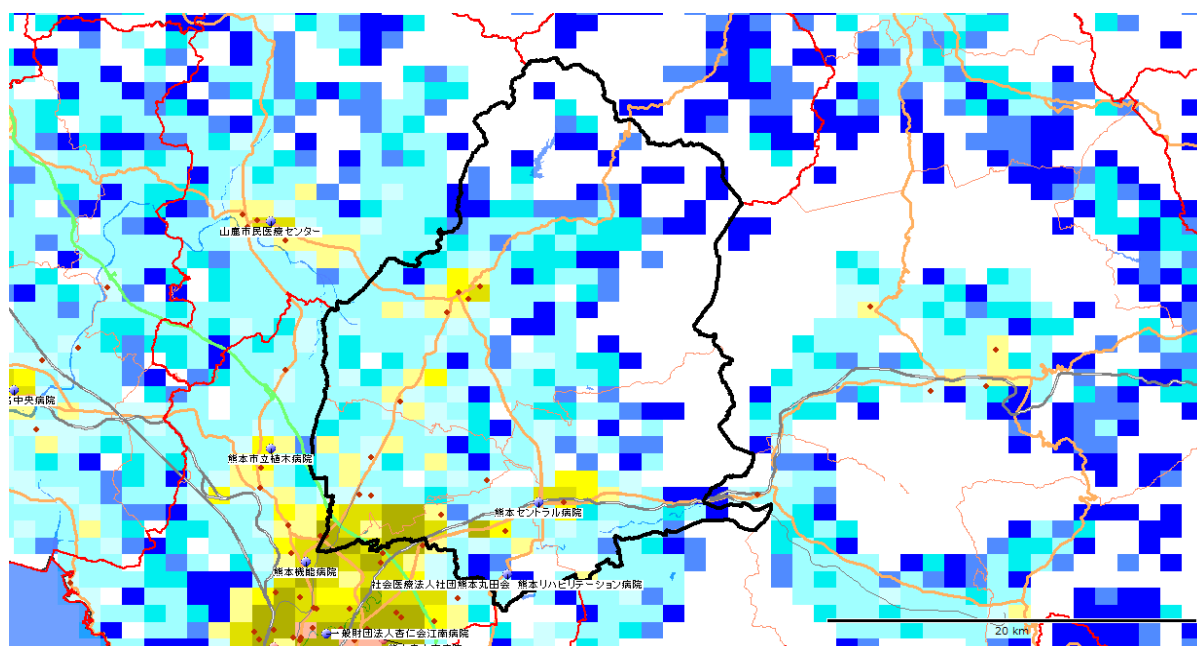 山鹿市民医療センター
名中央病院
熊本市立植木病院
熊本セントラル病院
熊本機能病院
社会医療法人社団熊本丸田会 熊本リハビリテーション病院
一般財団法人杏仁会江南病院
20 km